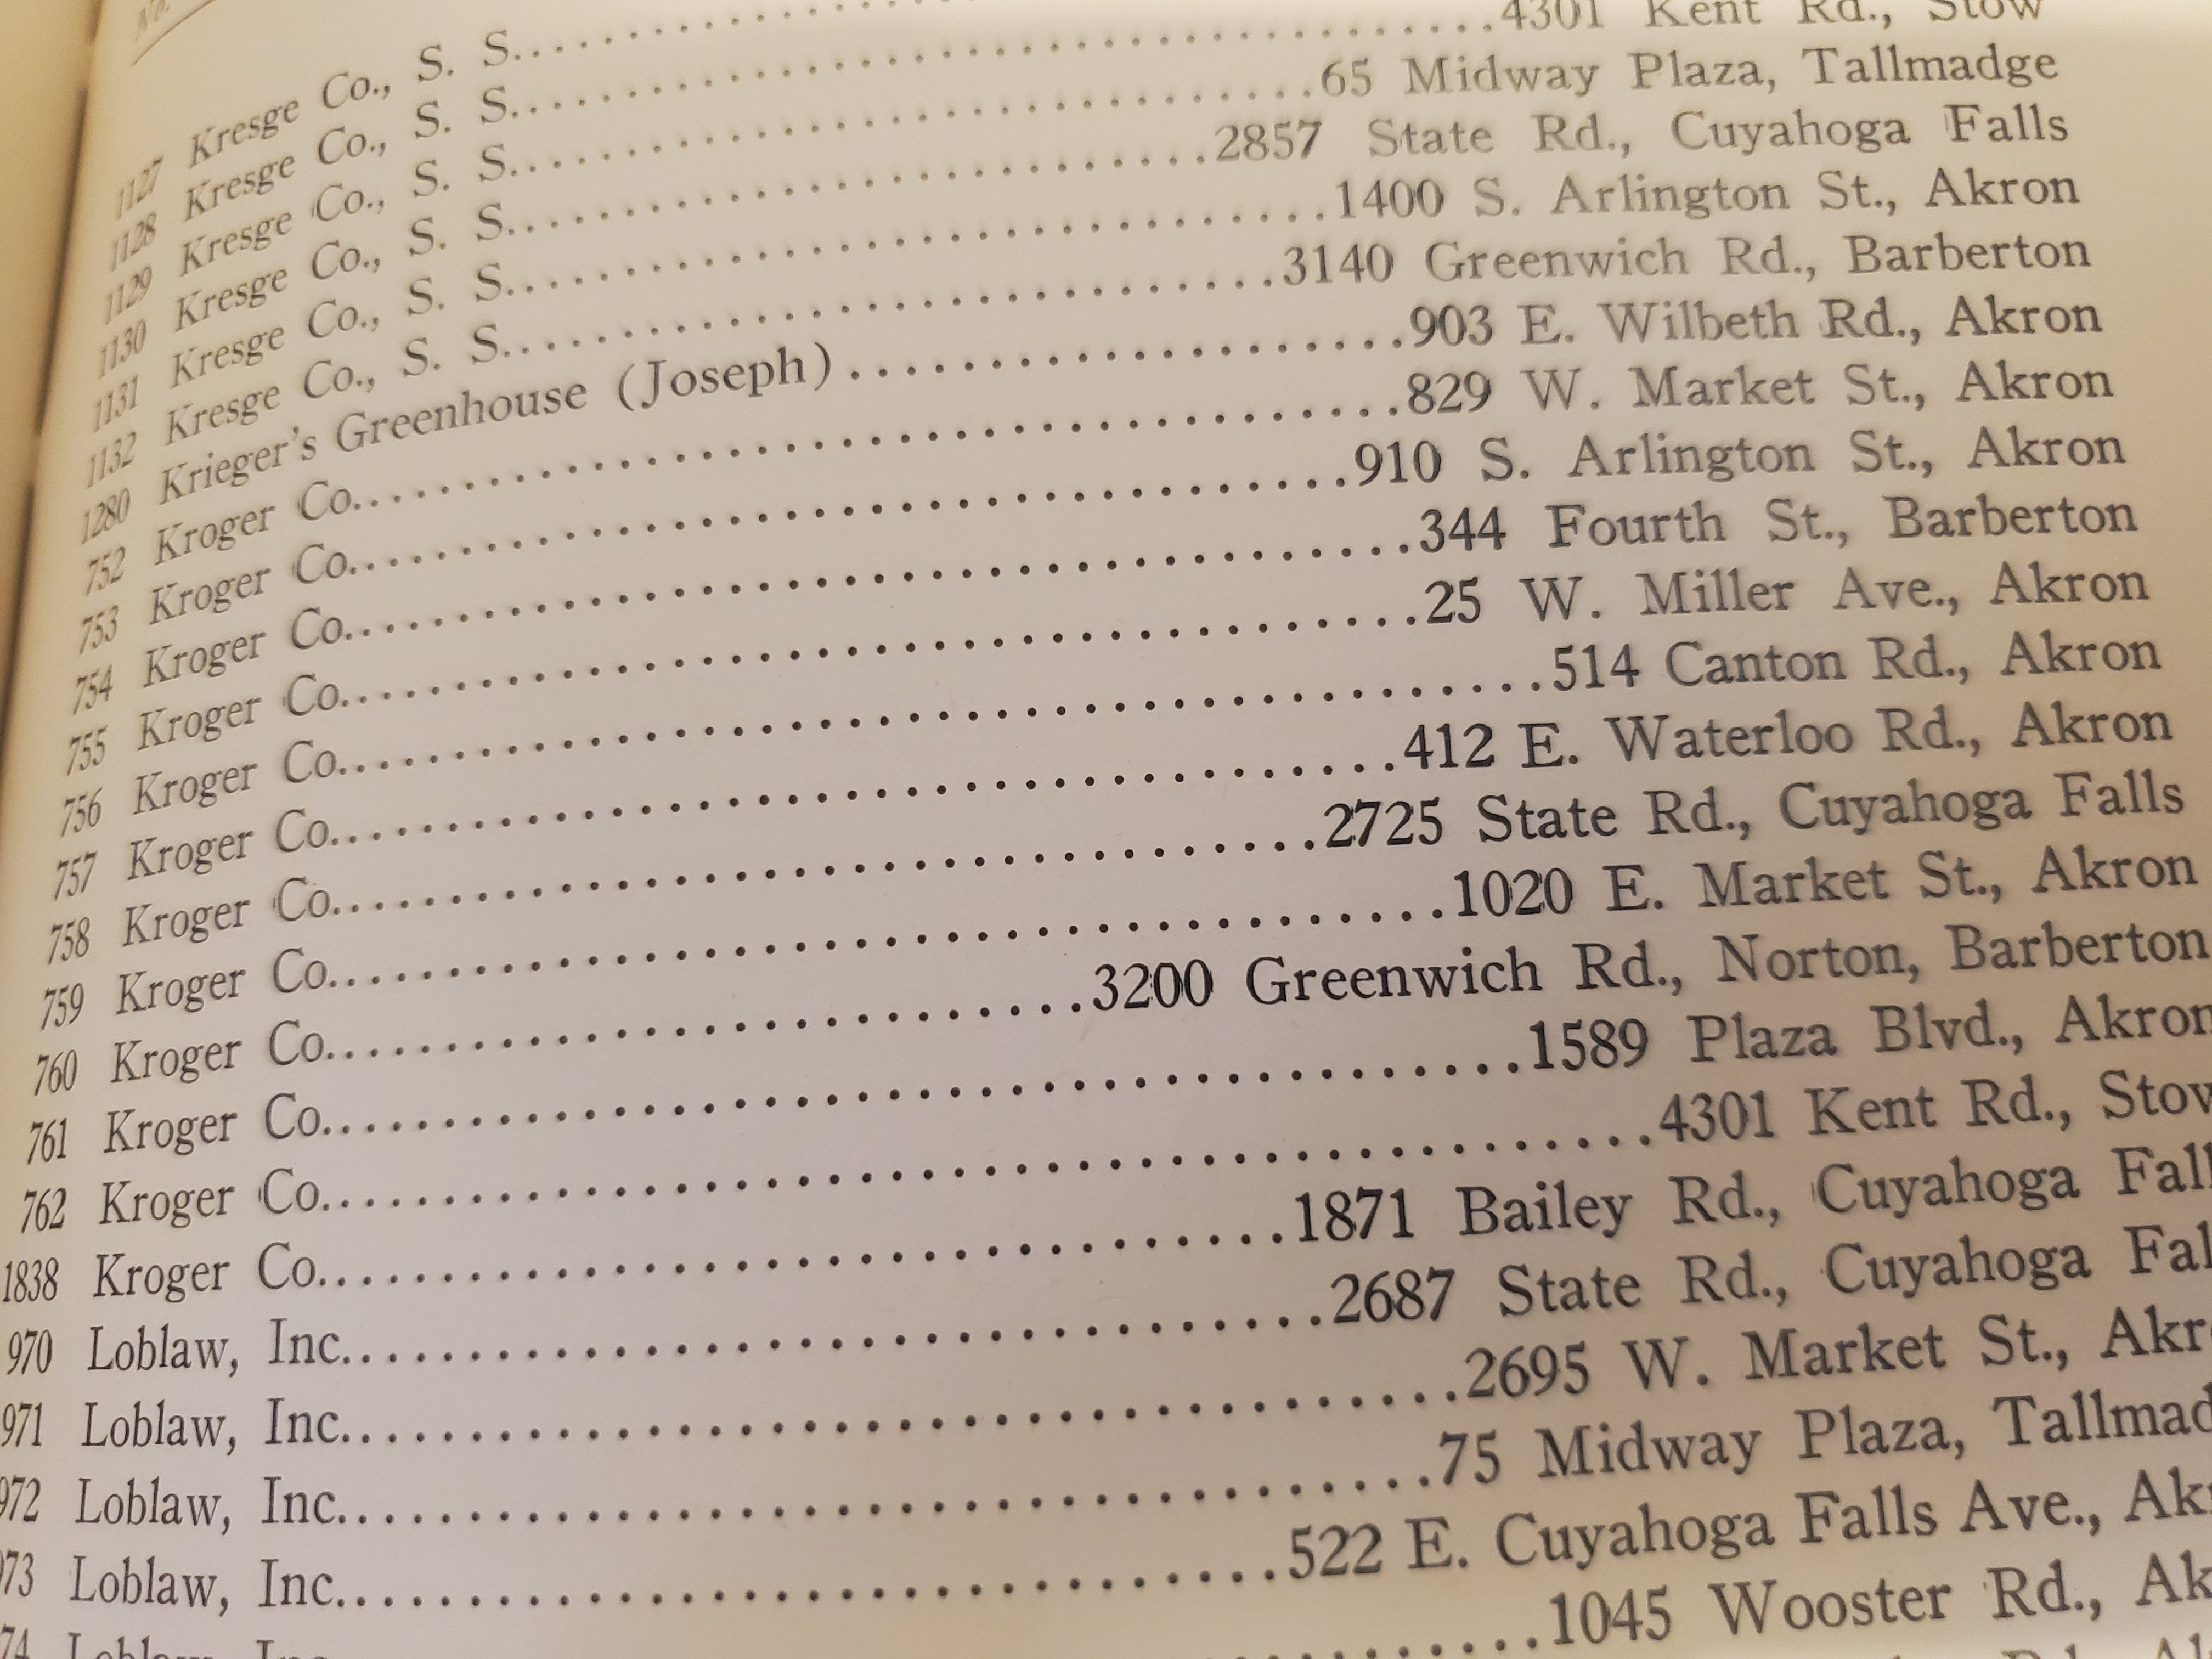 No.
1127 Kresge Co., S. S.
1128 Kresge Co., S. S. 4301 Kent Rd., Stow
1129 Kresge Co., S. S. 65 Midway Plaza, Tallmadge
1130 Kresge Co., S. S. 2857 State Rd., Cuyahoga Falls
1131 Kresge Co., S. S. 1400 S. Arlington St., Akron
1132 Kresge Co., S. S. 3140 Greenwich Rd., Barberton
1280 Krieger's Greenhouse (Joseph) 903 E. Wilbeth Rd., Akron
752 Kroger Co. 829 W. Market St., Akron
753 Kroger Co. 910 S. Arlington St., Akron
754 Kroger Co. 344 Fourth St., Barberton
755 Kroger Co. 25 W. Miller Ave., Akron
756 Kroger Co. 514 Canton Rd., Akron
757 Kroger Co. 412 E. Waterloo Rd., Akron
758 Kroger Co. 2725 State Rd., Cuyahoga Falls
759 Kroger Co. 1020 E. Market St., Akron
760 Kroger Co. 3200 Greenwich Rd., Norton, Barberton
761 Kroger Co. 1589 Plaza Blvd., Akron
762 Kroger Co. 4301 Kent Rd., Stow
1838 Kroger Co. 1871 Bailey Rd., Cuyahoga Fall
970 Loblaw, Inc. 2687 State Rd., Cuyahoga Fal
971 Loblaw, Inc. 2695 W. Market St., Akr
972 Loblaw, Inc. 75 Midway Plaza, Tallmad
973 Loblaw, Inc. 522 E. Cuyahoga Falls Ave., Ak
74 Loblaw, Inc. 1045 Wooster Rd., Ak